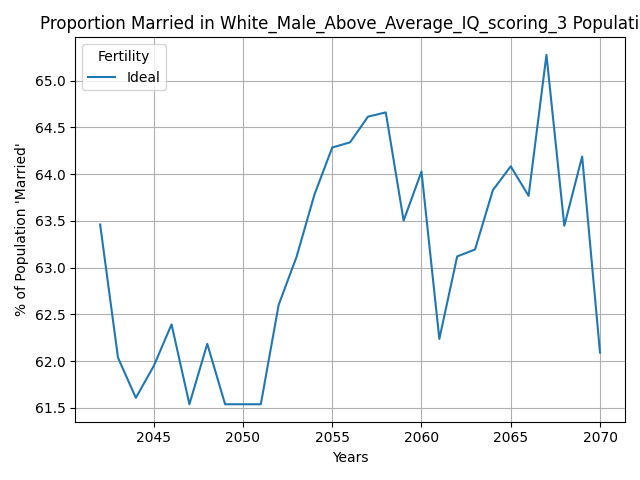 Proportion Married in White_Male_Above_Average_IQ_scoring_3 Populati
Fertility
Ideal
65.0
64.5
64.0
63.5
63.0
62.5
62.0
61.5
% of Population 'Married'
2045 2050 2055 2060 2065 2070
Years